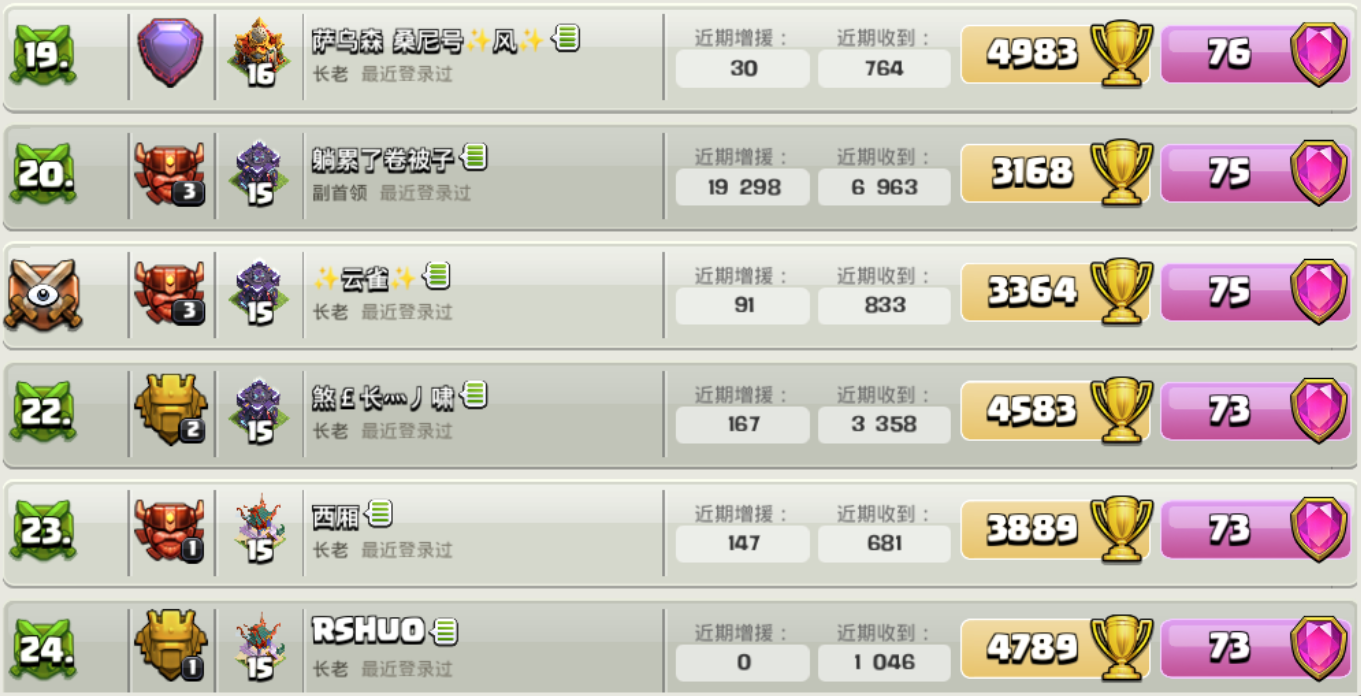 19.
16
萨乌森 桑尼号✨风✨
长老 最近登录过
近期增援：
30
近期收到：
764
4983
76
20.
3
15
躺累了卷被子
副首领 最近登录过
近期增援：
19 298
近期收到：
6 963
3168
75
3
15
✨云雀✨
长老 最近登录过
近期增援：
91
近期收到：
833
3364
75
22.
2
15
煞￡长灬丿啸
长老 最近登录过
近期增援：
167
近期收到：
3 358
4583
73
23.
1
15
西厢
长老 最近登录过
近期增援：
147
近期收到：
681
3889
73
24.
1
15
RSHUO
长老 最近登录过
近期增援：
0
近期收到：
1 046
4789
73